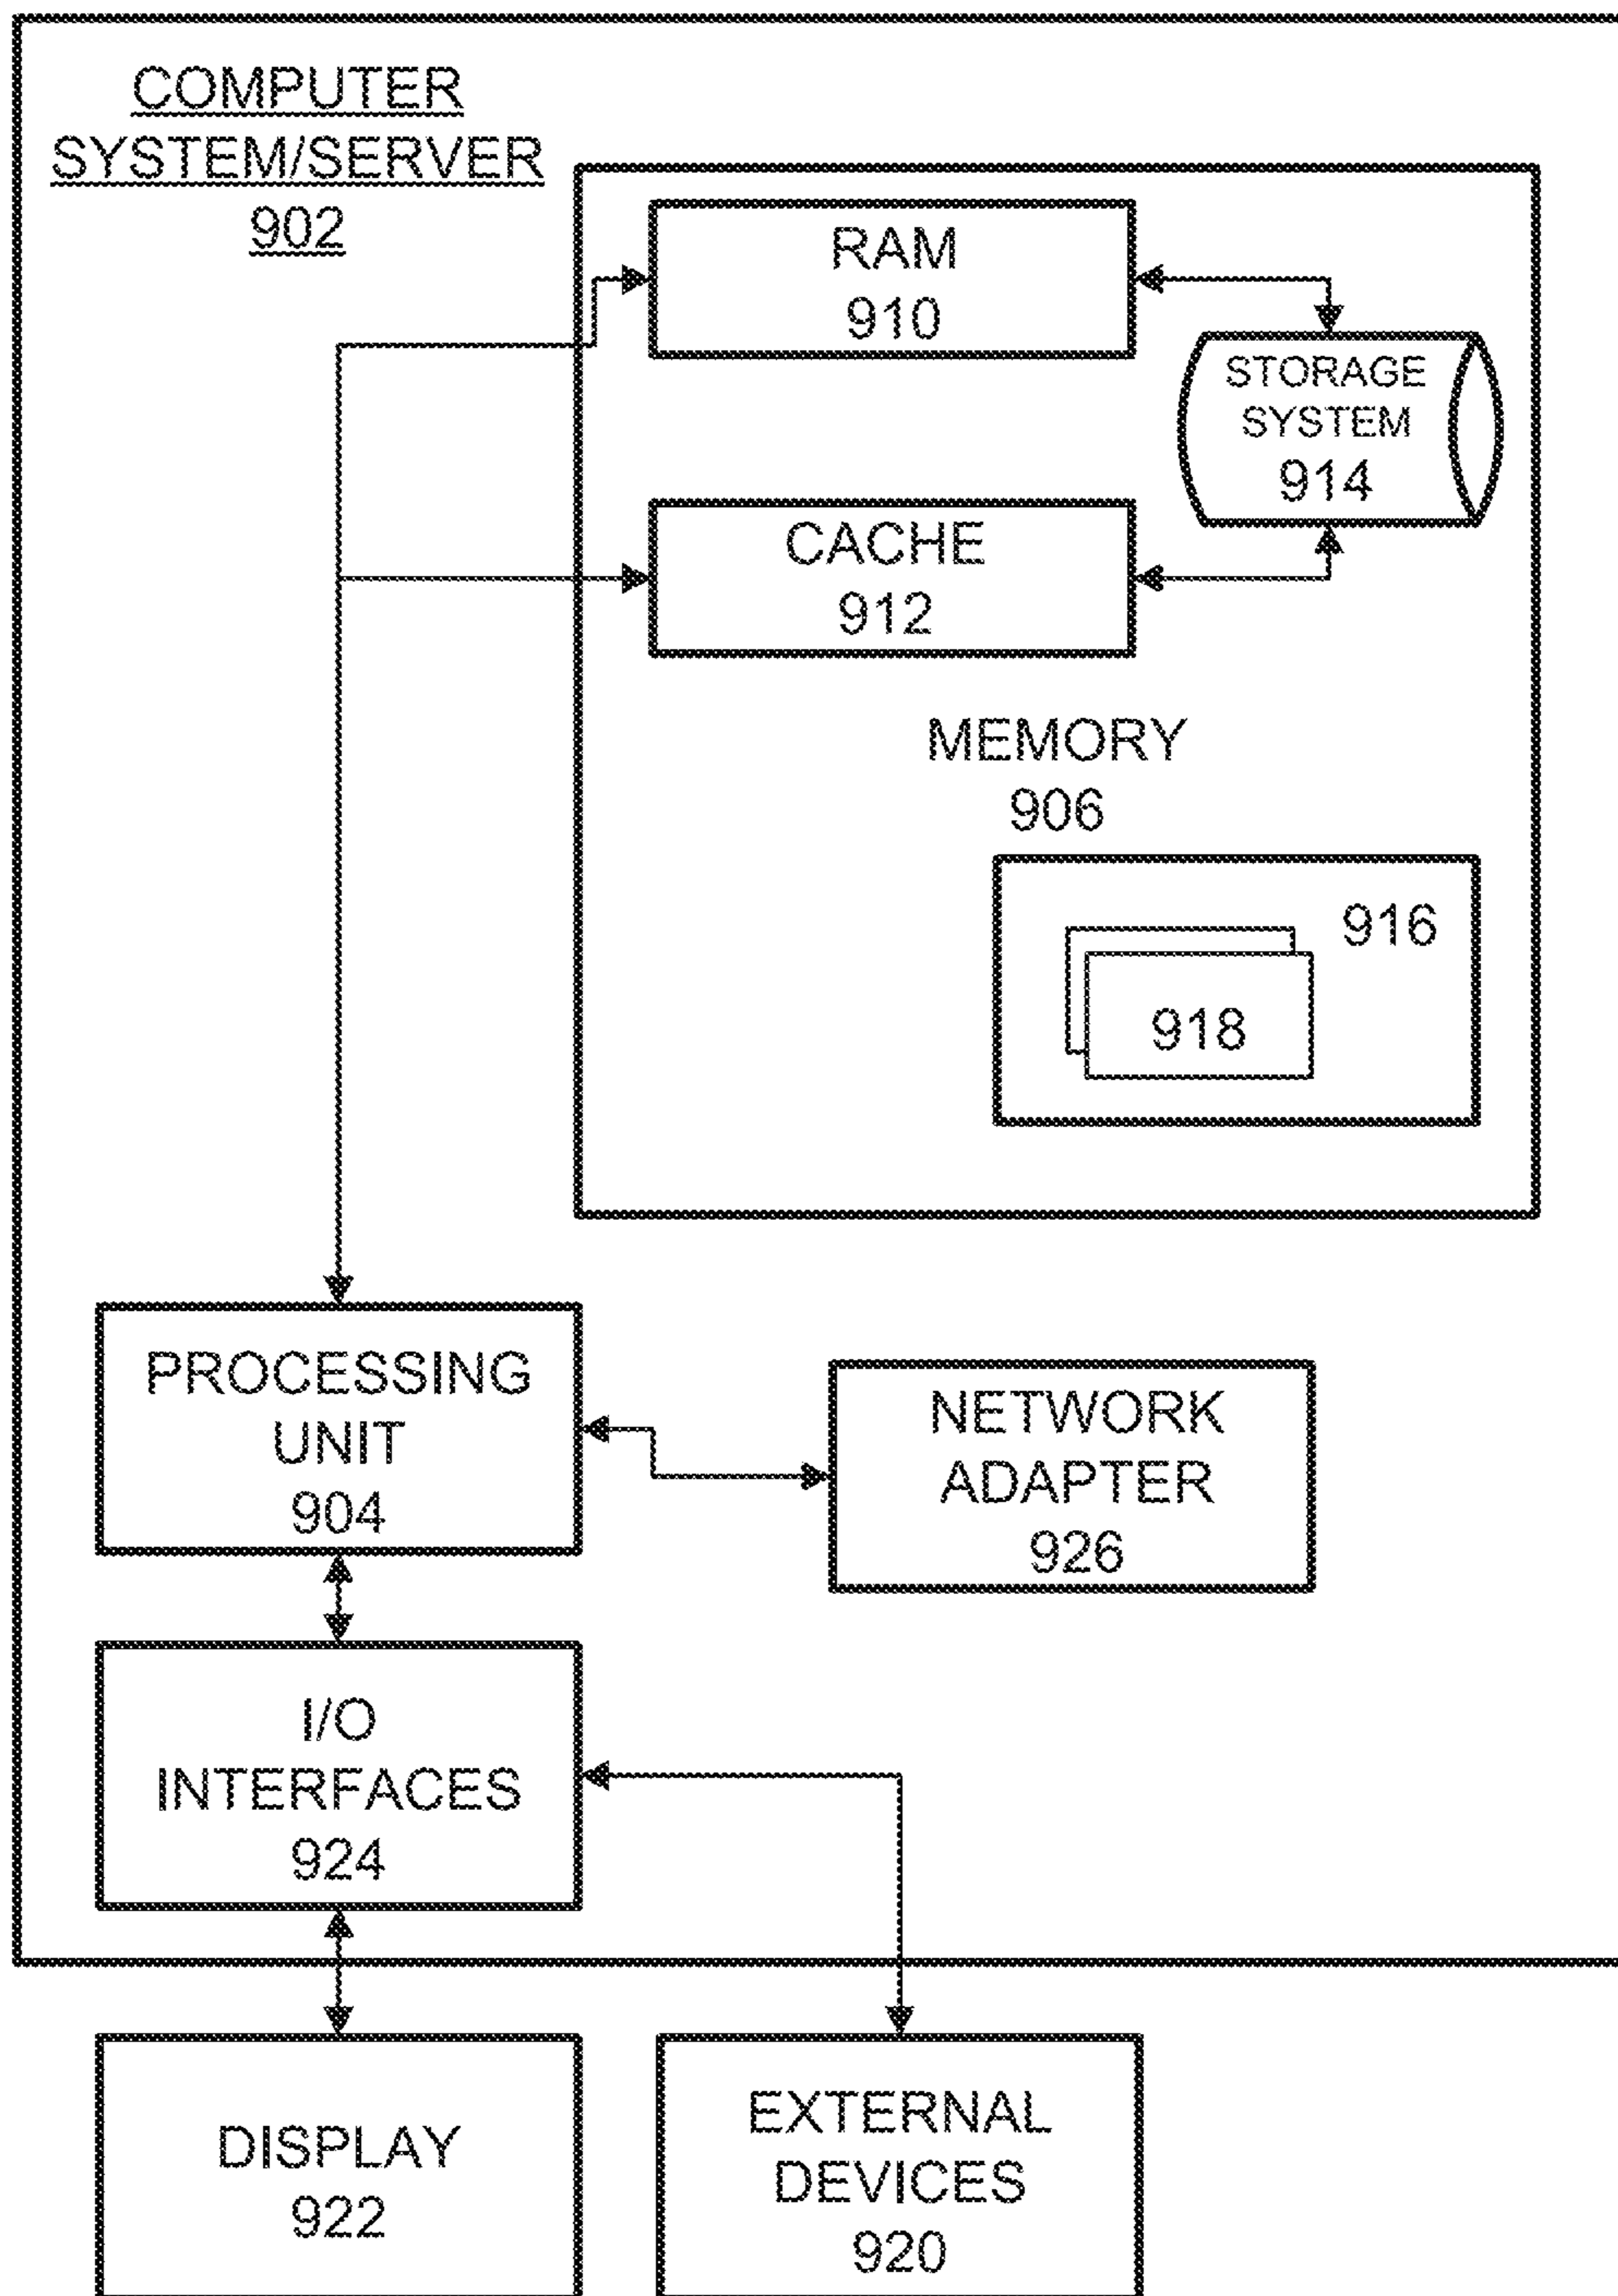 COMPUTER
SYSTEM/SERVER
902
RAM
910
STORAGE
SYSTEM
914
CACHE
912
MEMORY
906
916
918
PROCESSING
UNIT
904
NETWORK
ADAPTER
926
I/O
INTERFACES
924
DISPLAY
922
EXTERNAL
DEVICES
920